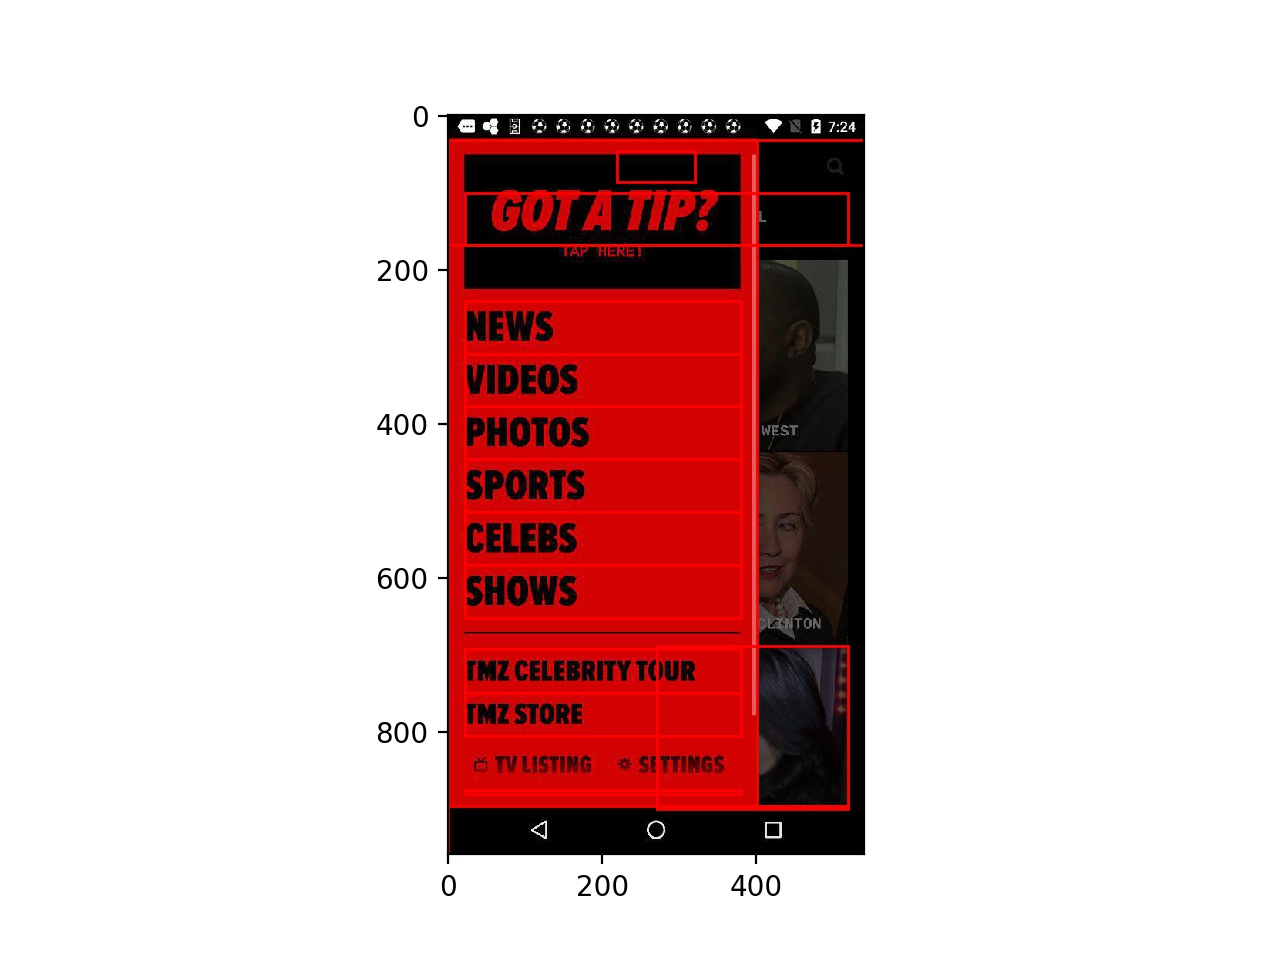 0
200
400
600
800
0
200
400
7:24
GOT A TIP?
L
TAP HERE!
NEWS
VIDEOS
PHOTOS
WEST
SPORTS
CELEBS
SHOWS
CLINTON
TMZ CELEBRITY TOUR
TMZ STORE
TV LISTING
SETTINGS